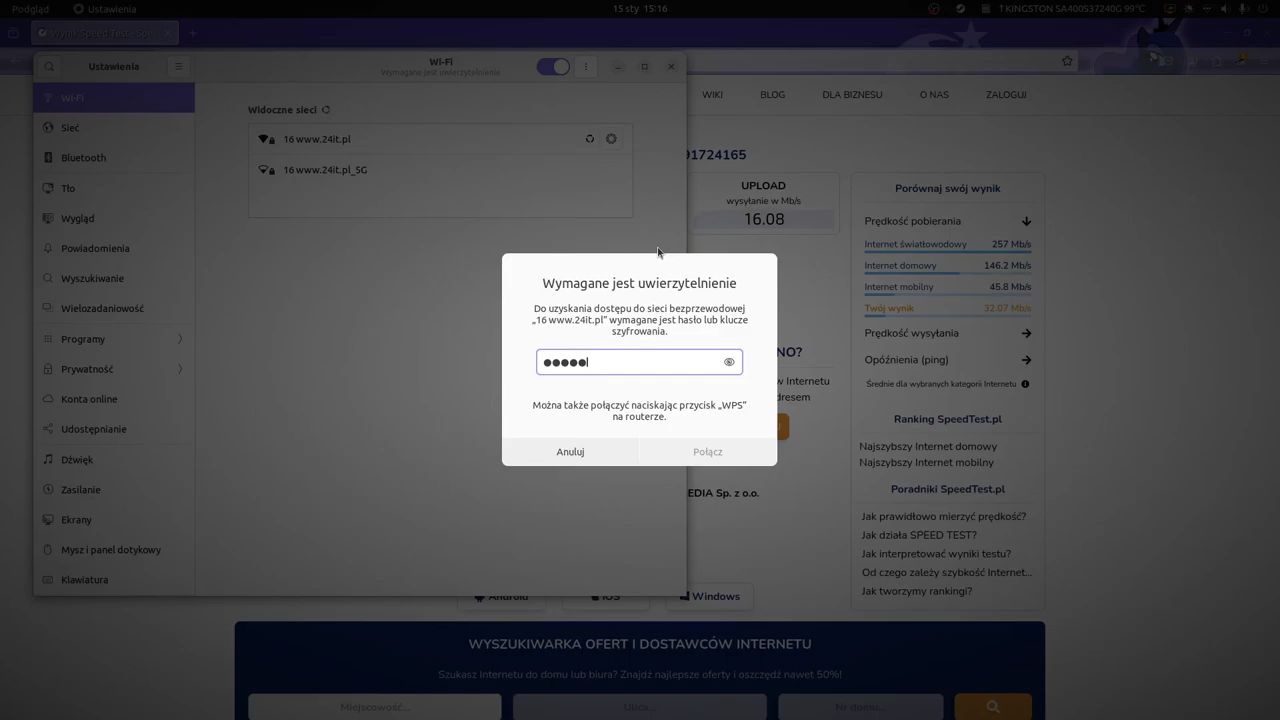 Podgląd
Ustawienia
15 sty 15:16
↑KINGSTON SA400S37240G 99°C
Wynik Speed Test • Spe
Ustawienia
Wi-Fi
Wymagane jest uwierzytelnienie
Wi-Fi
Sieć
Bluetooth
Tło
Wygląd
Powiadomienia
Wyszukiwanie
Wielozadaniowość
Programy
Prywatność
Konta online
Udostępnianie
Dźwięk
Zasilanie
Ekrany
Mysz i panel dotykowy
Klawiatura
Widoczne sieci
16 www.24it.pl
16 www.24it.pl_5G
WIKI
BLOG
DLA BIZNESU
O NAS
ZALOGUJ
91724165
UPLOAD
wysyłanie w Mb/s
16.08
Wymagane jest uwierzytelnienie
Do uzyskania dostępu do sieci bezprzewodowej
„16 www.24it.pl” wymagane jest hasło lub klucze
szyfrowania.
●●●●●
Można także połączyć naciskając przycisk „WPS”
na routerze.
Anuluj
Połącz
NO?
w Internetu
dresem
EDIA Sp. z o.o.
Android
iOS
Windows
Porównaj swój wynik
Prędkość pobierania
Internet światłowodowy 257 Mb/s
Internet domowy 146.2 Mb/s
Internet mobilny 45.8 Mb/s
Twój wynik 32.07 Mb/s
Prędkość wysyłania
Opóźnienia (ping)
Średnie dla wybranych kategorii Internetu
Ranking SpeedTest.pl
Najszybszy Internet domowy
Najszybszy Internet mobilny
Poradniki SpeedTest.pl
Jak prawidłowo mierzyć prędkość?
Jak działa SPEED TEST?
Jak interpretować wyniki testu?
Od czego zależy szybkość Internet...
Jak tworzymy rankingi?
WYSZUKIWARKA OFERT I DOSTAWCÓW INTERNETU
Szukasz Internetu do domu lub biura? Znajdź najlepsze oferty i oszczędź nawet 50%!
Miejscowość...
Ulica...
Nr domu...